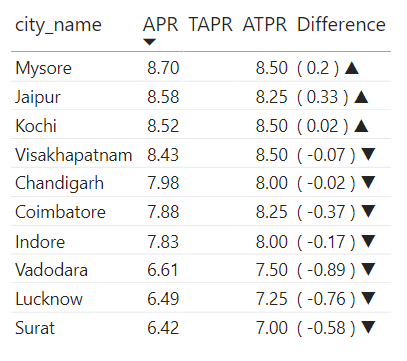 city_name APR TAPR ATPR Difference
Mysore 8.70 8.50 ( 0.2 ) ▲
Jaipur 8.58 8.25 ( 0.33 ) ▲
Kochi 8.52 8.50 ( 0.02 ) ▲
Visakhapatnam 8.43 8.50 ( -0.07 ) ▼
Chandigarh 7.98 8.00 ( -0.02 ) ▼
Coimbatore 7.88 8.25 ( -0.37 ) ▼
Indore 7.83 8.00 ( -0.17 ) ▼
Vadodara 6.61 7.50 ( -0.89 ) ▼
Lucknow 6.49 7.25 ( -0.76 ) ▼
Surat 6.42 7.00 ( -0.58 ) ▼